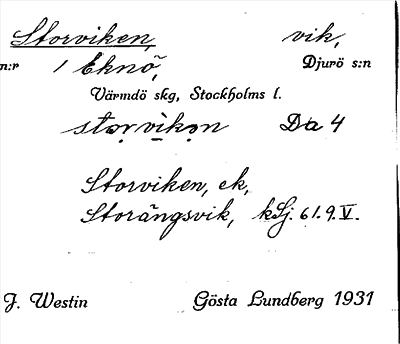 Storviken, vik,
n:r 1 Eknö, Djurö s:n
Värmdö skg, Stockholms l.
storvikən Da 4
Storviken, ek,
Storängsvik, kSj. 61.9.V.
J. Westin Gösta Lundberg 1931